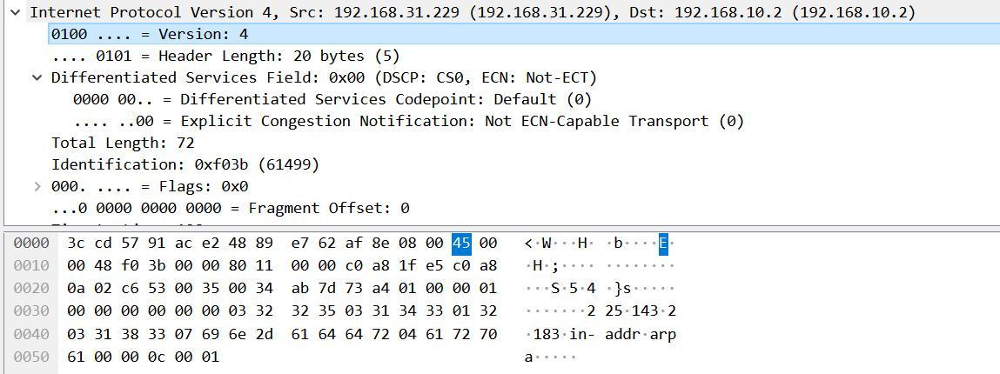 Internet Protocol Version 4, Src: 192.168.31.229 (192.168.31.229), Dst: 192.168.10.2 (192.168.10.2)
0100 .... = Version: 4
.... 0101 = Header Length: 20 bytes (5)
Differentiated Services Field: 0x00 (DSCP: CS0, ECN: Not-ECT)
0000 00.. = Differentiated Services Codepoint: Default (0)
.... ..00 = Explicit Congestion Notification: Not ECN-Capable Transport (0)
Total Length: 72
Identification: 0xf03b (61499)
000. .... = Flags: 0x0
...0 0000 0000 0000 = Fragment Offset: 0
0000 3c cd 57 91 ac e2 48 89 e7 62 af 8e 08 00 45 00 <·W···H· ·b····E·
0010 00 48 f0 3b 00 00 80 11 00 00 c0 a8 1f e5 c0 a8 ·H·;···· ········
0020 0a 02 c6 53 00 35 00 34 ab 7d 73 a4 01 00 00 01 ···S·5·4 ·}s·····
0030 00 00 00 00 00 00 03 32 32 35 03 31 34 33 01 32 ·······2 25·143·2
0040 03 31 38 33 07 69 6e 2d 61 64 64 72 04 61 72 70 ·183·in- addr·arp
0050 61 00 00 0c 00 01 a·····